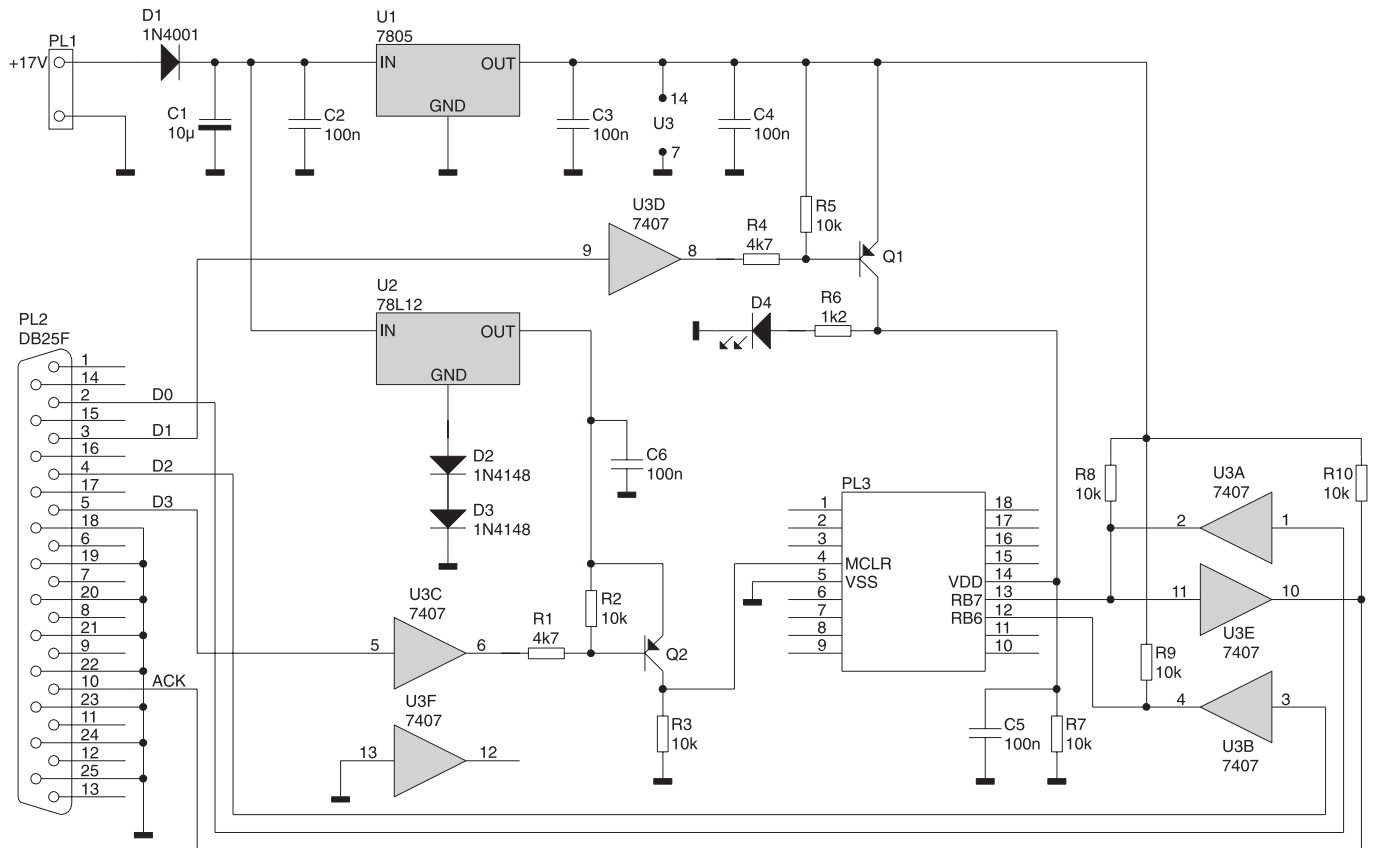 D1
1N4001
U1
7805
PL1
+17V
IN
OUT
GND
C1
10µ
C2
100n
C3
100n
14
U3
7
C4
100n
U3D
7407
9
8
R4
4k7
R5
10k
Q1
U2
78L12
IN
OUT
GND
D4
R6
1k2
PL2
DB25F
1
14
2
D0
15
3
D1
16
4
D2
17
5
D3
18
6
19
7
20
8
21
9
22
10
ACK
23
11
24
12
25
13
D2
1N4148
D3
1N4148
C6
100n
U3C
7407
5
6
R1
4k7
R2
10k
Q2
R3
10k
U3F
7407
13
12
PL3
1
2
3
4
5
6
7
8
9
MCLR
VSS
VDD
RB7
RB6
18
17
16
15
14
13
12
11
10
C5
100n
R7
10k
R8
10k
U3A
7407
2
1
R10
10k
11
10
U3E
7407
R9
10k
4
3
U3B
7407